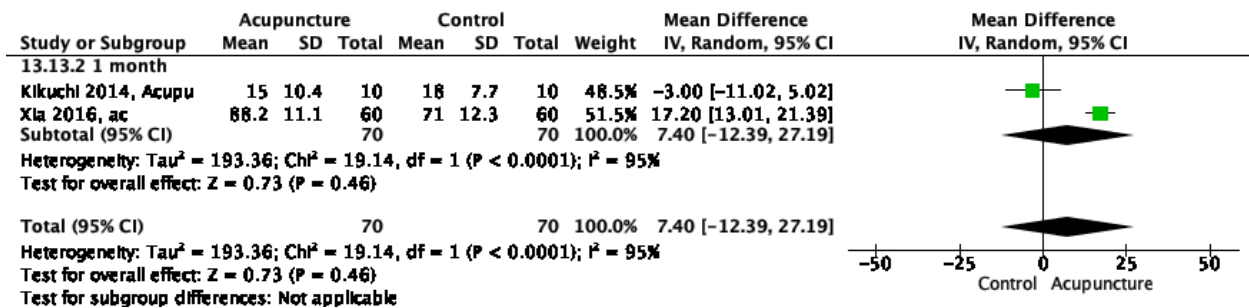 Acupuncture Control Mean Difference Mean Difference
Study or Subgroup Mean SD Total Mean SD Total Weight IV, Random, 95% CI IV, Random, 95% CI
13.13.2 1 month
Kikuchi 2014, Acupu 15 10.4 10 18 7.7 10 48.5% −3.00 [−11.02, 5.02]
Xia 2016, ac 88.2 11.1 60 71 12.3 60 51.5% 17.20 [13.01, 21.39]
Subtotal (95% CI) 70 70 100.0% 7.40 [−12.39, 27.19]
Heterogeneity: Tau² = 193.36; Chi² = 19.14, df = 1 (P < 0.0001); I² = 95%
Test for overall effect: Z = 0.73 (P = 0.46)
Total (95% CI) 70 70 100.0% 7.40 [−12.39, 27.19]
Heterogeneity: Tau² = 193.36; Chi² = 19.14, df = 1 (P < 0.0001); I² = 95%
Test for overall effect: Z = 0.73 (P = 0.46)
Test for subgroup differences: Not applicable
−50 −25 0 25 50
Control Acupuncture